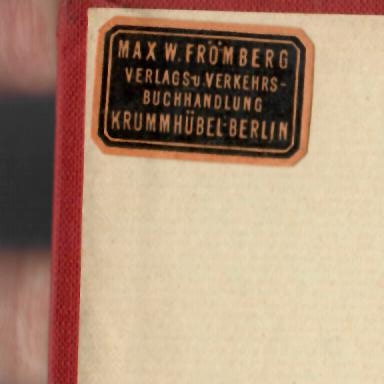 MAX W. FRÖMBERG
VERLAGS-U.VERKEHRS-
BUCHHANDLUNG
KRUMMHÜBEL-BERLIN